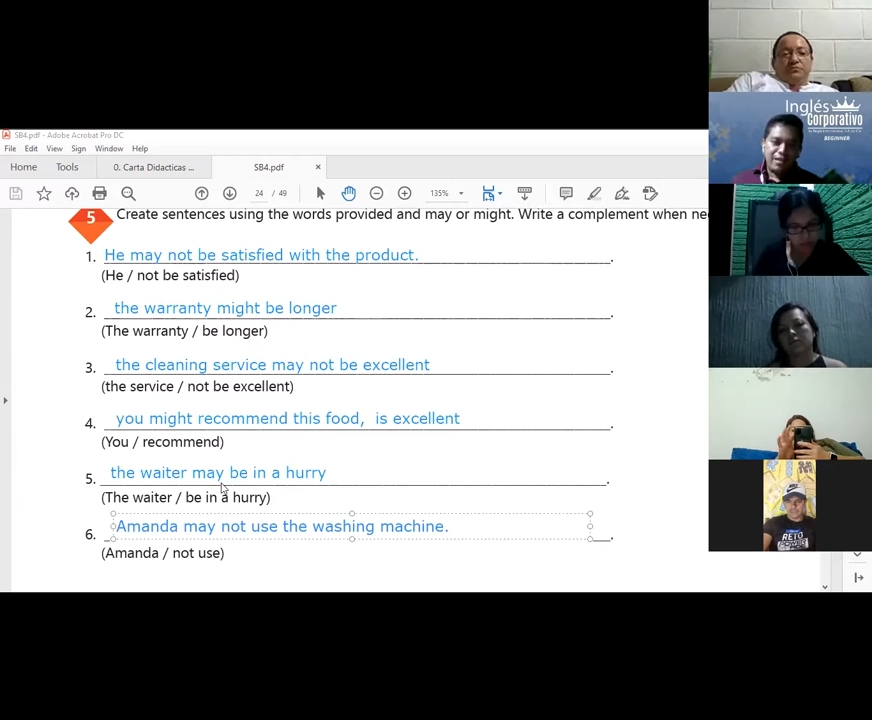 SB4.pdf - Adobe Acrobat Pro DC
File Edit View Sign Window Help
Home Tools 0. Carta Didacticas ... SB4.pdf ×
24 / 49 135%
5 Create sentences using the words provided and may or might. Write a complement when
1. He may not be satisfied with the product. .
(He / not be satisfied)
2. the warranty might be longer .
(The warranty / be longer)
3. the cleaning service may not be excellent .
(the service / not be excellent)
4. you might recommend this food, is excellent .
(You / recommend)
5. the waiter may be in a hurry .
(The waiter / be in a hurry)
6. Amanda may not use the washing machine. .
(Amanda / not use)
Inglés
Corporativo
BEGINNER
RETO